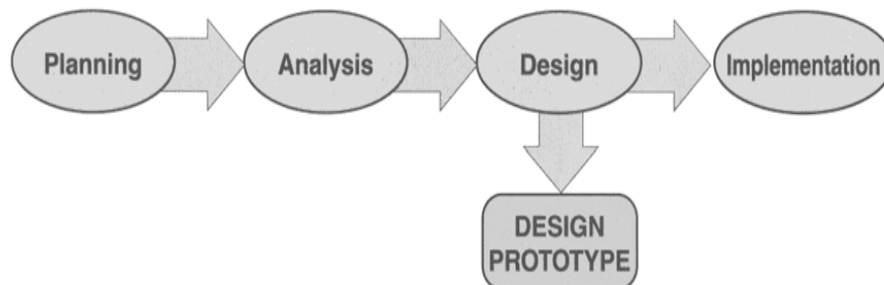 Planning
Analysis
Design
Implementation
DESIGN
PROTOTYPE